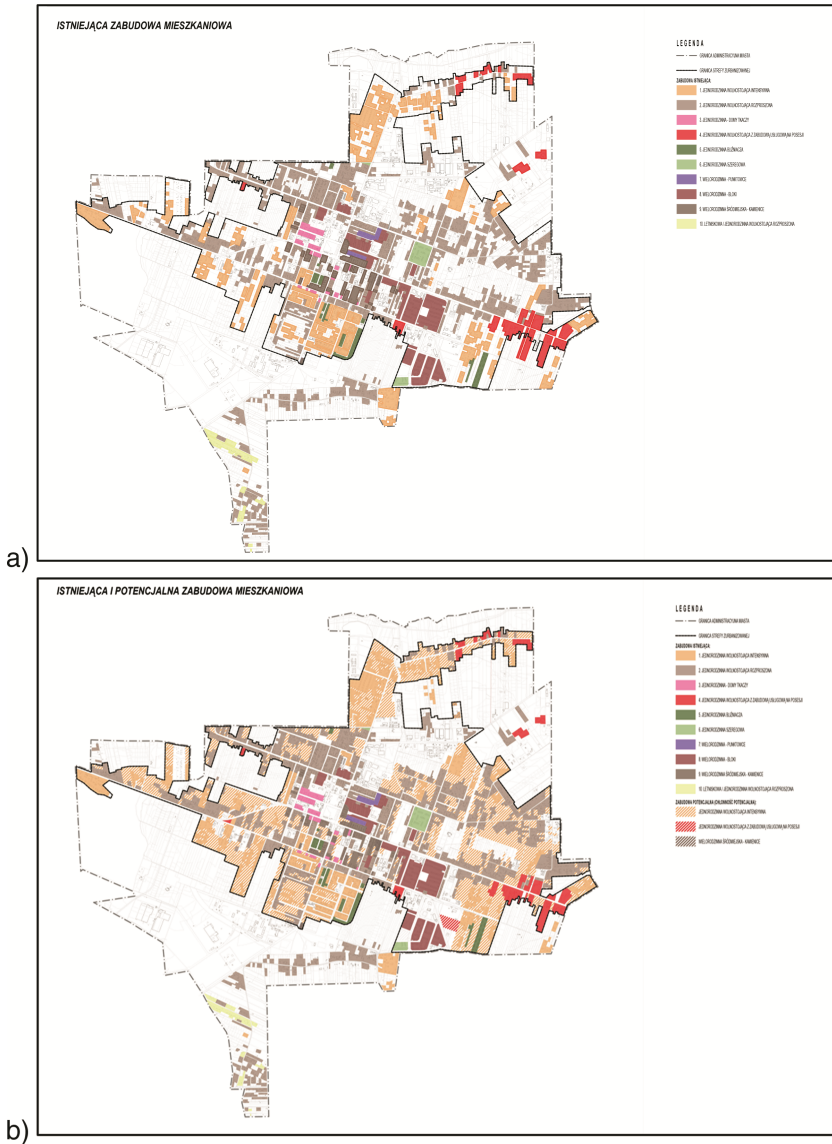 ISTNIEJĄCA ZABUDOWA MIESZKANIOWA
LEGENDA
GRANICA ADMINISTRACYJNA MIASTA
GRANICA STREFY ZURBANIZOWANEJ
ZABUDOWA ISTNIEJĄCA:
1. JEDNORODZINNA WOLNOSTOJĄCA INTENSYWNA
2. JEDNORODZINNA WOLNOSTOJĄCA ROZPROSZONA
3. JEDNORODZINNA - DOMY TKACZY
4. JEDNORODZINNA WOLNOSTOJĄCA Z ZABUDOWĄ USŁUGOWĄ NA POSESJI
5. JEDNORODZINNA BLIŹNIACZA
6. JEDNORODZINNA SZEREGOWA
7. WIELORODZINNA - PUNKTOWCE
8. WIELORODZINNA - BLOKI
9. WIELORODZINNA ŚRÓDMIEJSKA - KAMIENICE
10. LETNISKOWA I JEDNORODZINNA WOLNOSTOJĄCA ROZPROSZONA
a)
ISTNIEJĄCA I POTENCJALNA ZABUDOWA MIESZKANIOWA
LEGENDA
GRANICA ADMINISTRACYJNA MIASTA
GRANICA STREFY ZURBANIZOWANEJ
ZABUDOWA ISTNIEJĄCA:
1. JEDNORODZINNA WOLNOSTOJĄCA INTENSYWNA
2. JEDNORODZINNA WOLNOSTOJĄCA ROZPROSZONA
3. JEDNORODZINNA - DOMY TKACZY
4. JEDNORODZINNA WOLNOSTOJĄCA Z ZABUDOWĄ USŁUGOWĄ NA POSESJI
5. JEDNORODZINNA BLIŹNIACZA
6. JEDNORODZINNA SZEREGOWA
7. WIELORODZINNA - PUNKTOWCE
8. WIELORODZINNA - BLOKI
9. WIELORODZINNA ŚRÓDMIEJSKA - KAMIENICE
10. LETNISKOWA I JEDNORODZINNA WOLNOSTOJĄCA ROZPROSZONA
ZABUDOWA POTENCJALNA (CHŁONNOŚĆ POTENCJALNA):
JEDNORODZINNA WOLNOSTOJĄCA INTENSYWNA
JEDNORODZINNA WOLNOSTOJĄCA Z ZABUDOWĄ USŁUGOWĄ NA POSESJI
WIELORODZINNA ŚRÓDMIEJSKA - KAMIENICE
b)